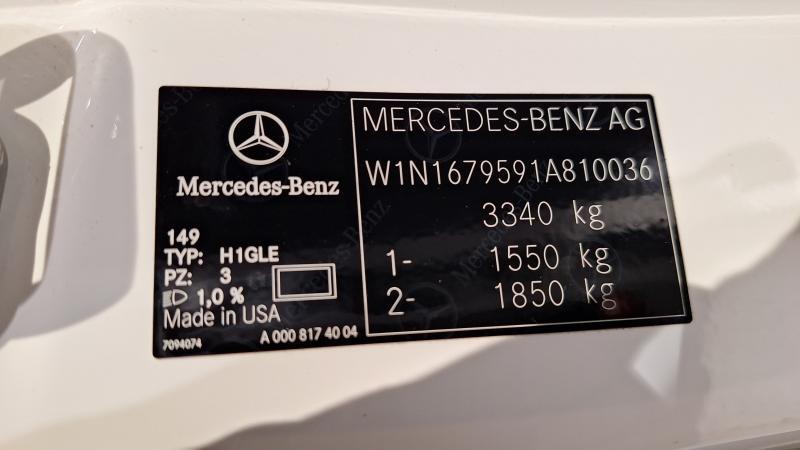 Mercedes-Benz
149
TYP: H1GLE
PZ: 3
1,0 %
Made in USA
7094074 A 000 817 40 04
MERCEDES-BENZ AG
W1N1679591A810036
3340 kg
1- 1550 kg
2- 1850 kg